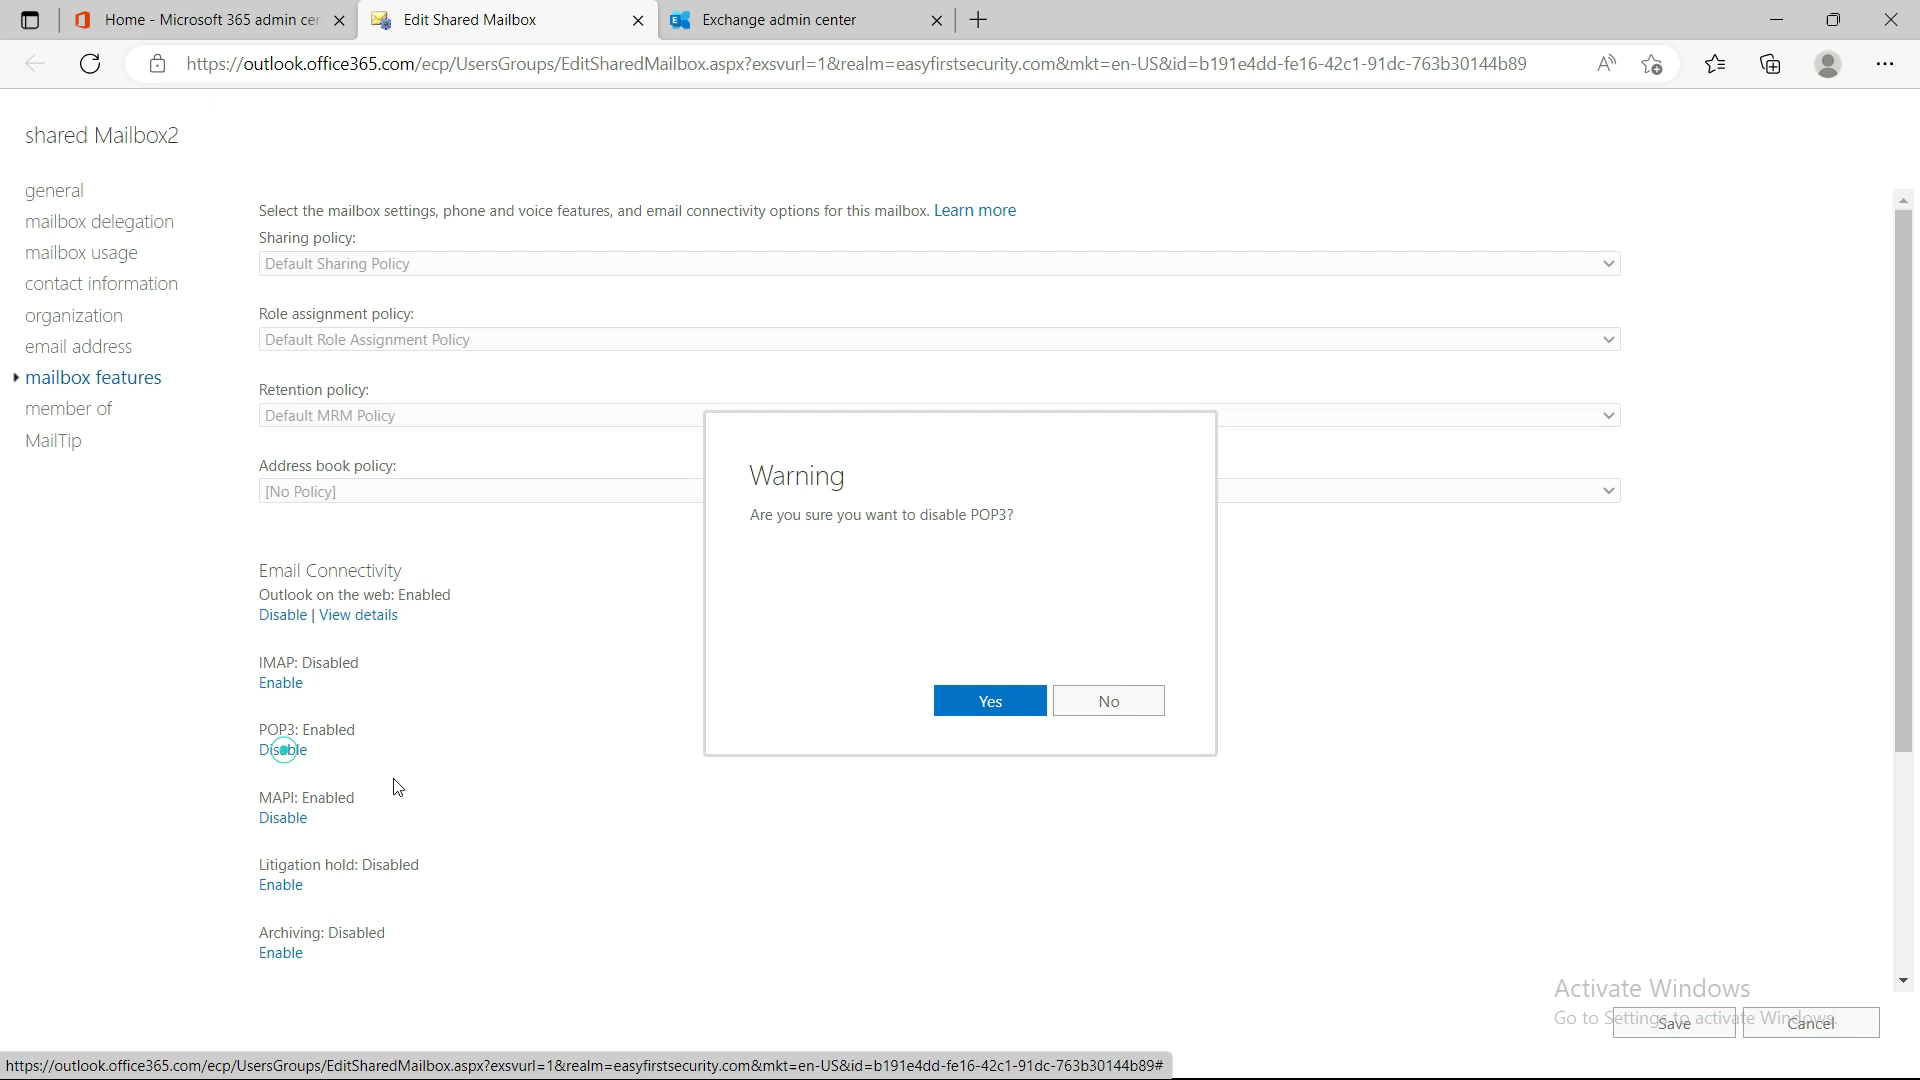 Home - Microsoft 365 admin cen
Edit Shared Mailbox
Exchange admin center
https://outlook.office365.com/ecp/UsersGroups/EditSharedMailbox.aspx?exsvurl=1&realm=easyfirstsecurity.com&mkt=en-US&id=b191e4dd-fe16-42c1-91dc-763b30144b89
shared Mailbox2
general
mailbox delegation
mailbox usage
contact information
organization
email address
mailbox features
member of
MailTip
Select the mailbox settings, phone and voice features, and email connectivity options for this mailbox. Learn more
Sharing policy:
Default Sharing Policy
Role assignment policy:
Default Role Assignment Policy
Retention policy:
Default MRM Policy
Address book policy:
[No Policy]
Email Connectivity
Outlook on the web: Enabled
Disable | View details
IMAP: Disabled
Enable
POP3: Enabled
Disable
MAPI: Enabled
Disable
Litigation hold: Disabled
Enable
Archiving: Disabled
Enable
Warning
Are you sure you want to disable POP3?
Yes
No
Activate Windows
Go to Settings to activate Windows.
Save
Cancel
https://outlook.office365.com/ecp/UsersGroups/EditSharedMailbox.aspx?exsvurl=1&realm=easyfirstsecurity.com&mkt=en-US&id=b191e4dd-fe16-42c1-91dc-763b30144b89#